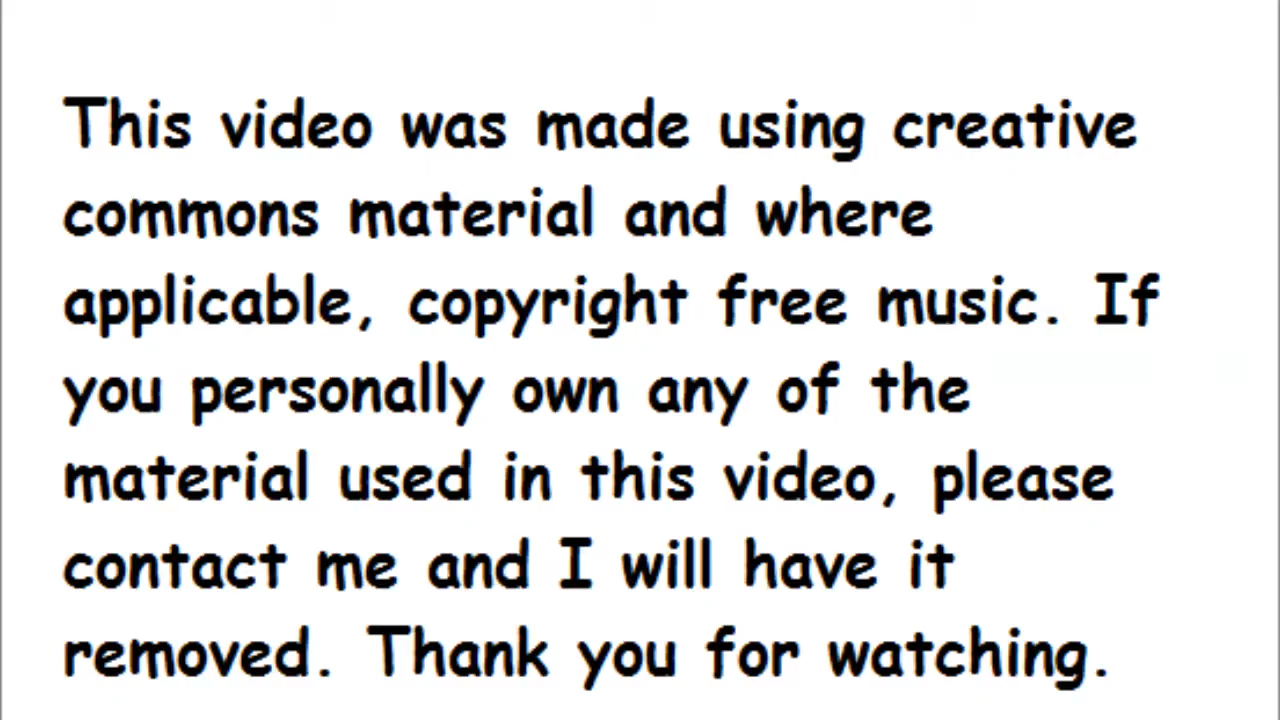 This video was made using creative
commons material and where
applicable, copyright free music. If
you personally own any of the
material used in this video, please
contact me and I will have it
removed. Thank you for watching.